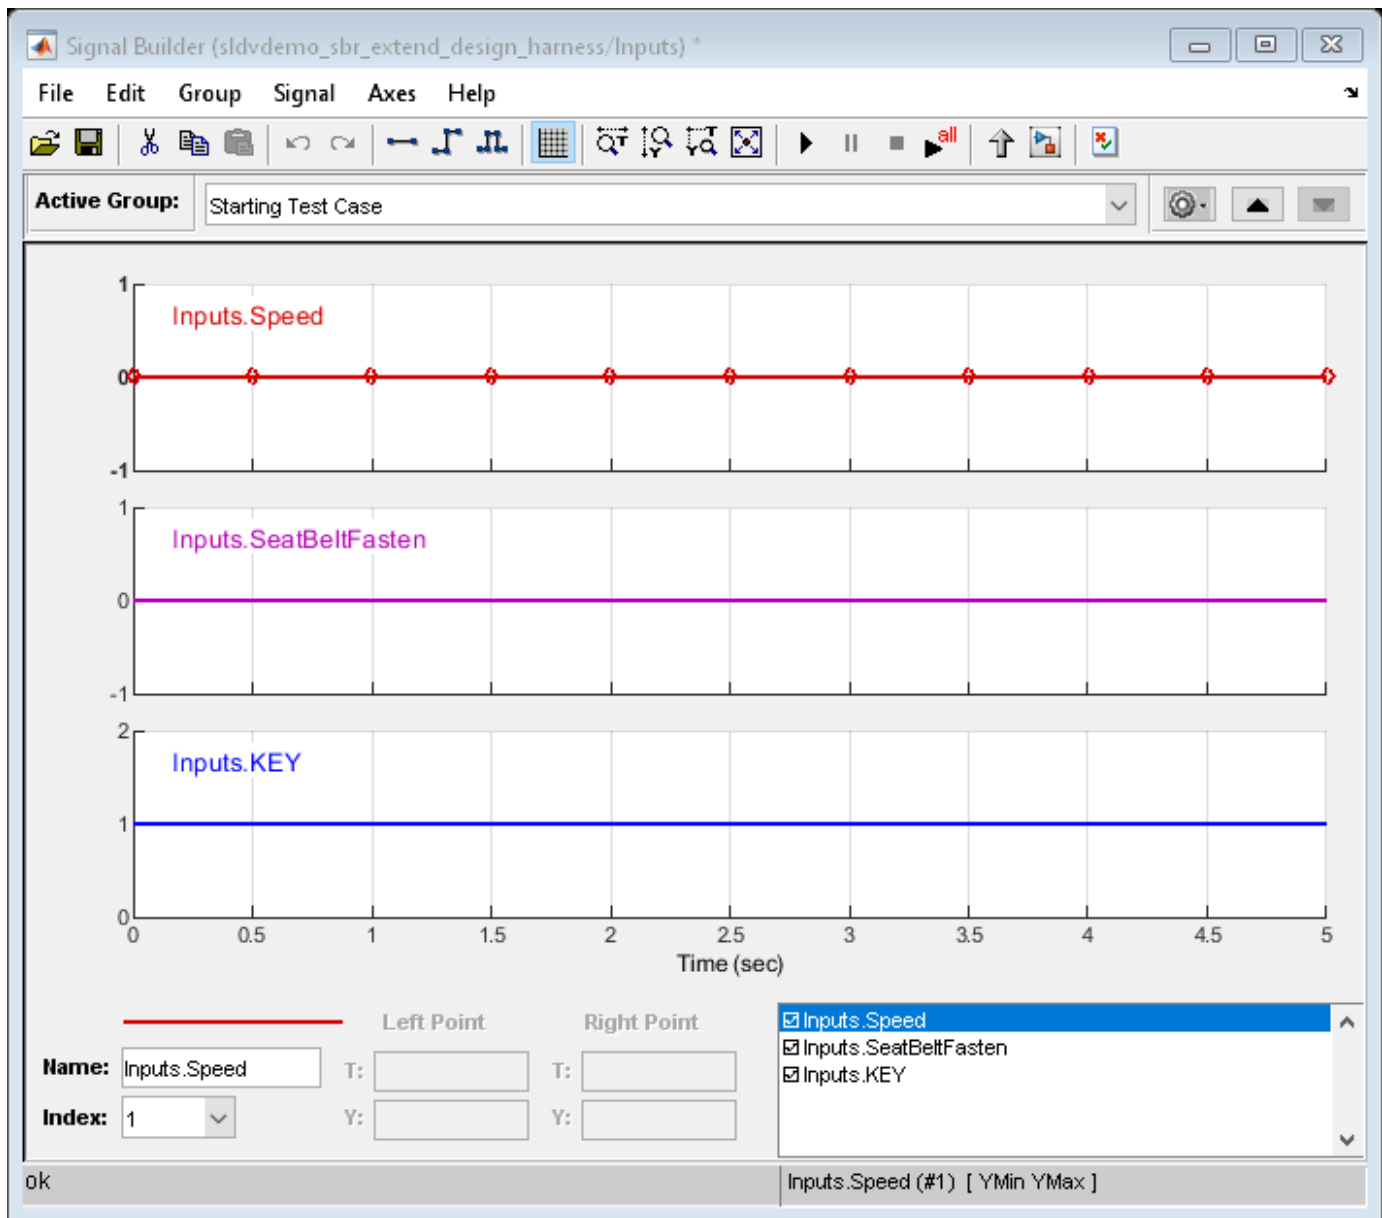 Signal Builder (sldvdemo_sbr_extend_design_harness/Inputs) *
File Edit Group Signal Axes Help
all
Active Group: Starting Test Case
1
Inputs.Speed
0
-1
1
Inputs.SeatBeltFasten
0
-1
2
Inputs.KEY
1
0
0 0.5 1 1.5 2 2.5 3 3.5 4 4.5 5
Time (sec)
Left Point Right Point
Name: Inputs.Speed T: T:
Index: 1 Y: Y:
Inputs.Speed
Inputs.SeatBeltFasten
Inputs.KEY
ok
Inputs.Speed (#1) [ YMin YMax ]